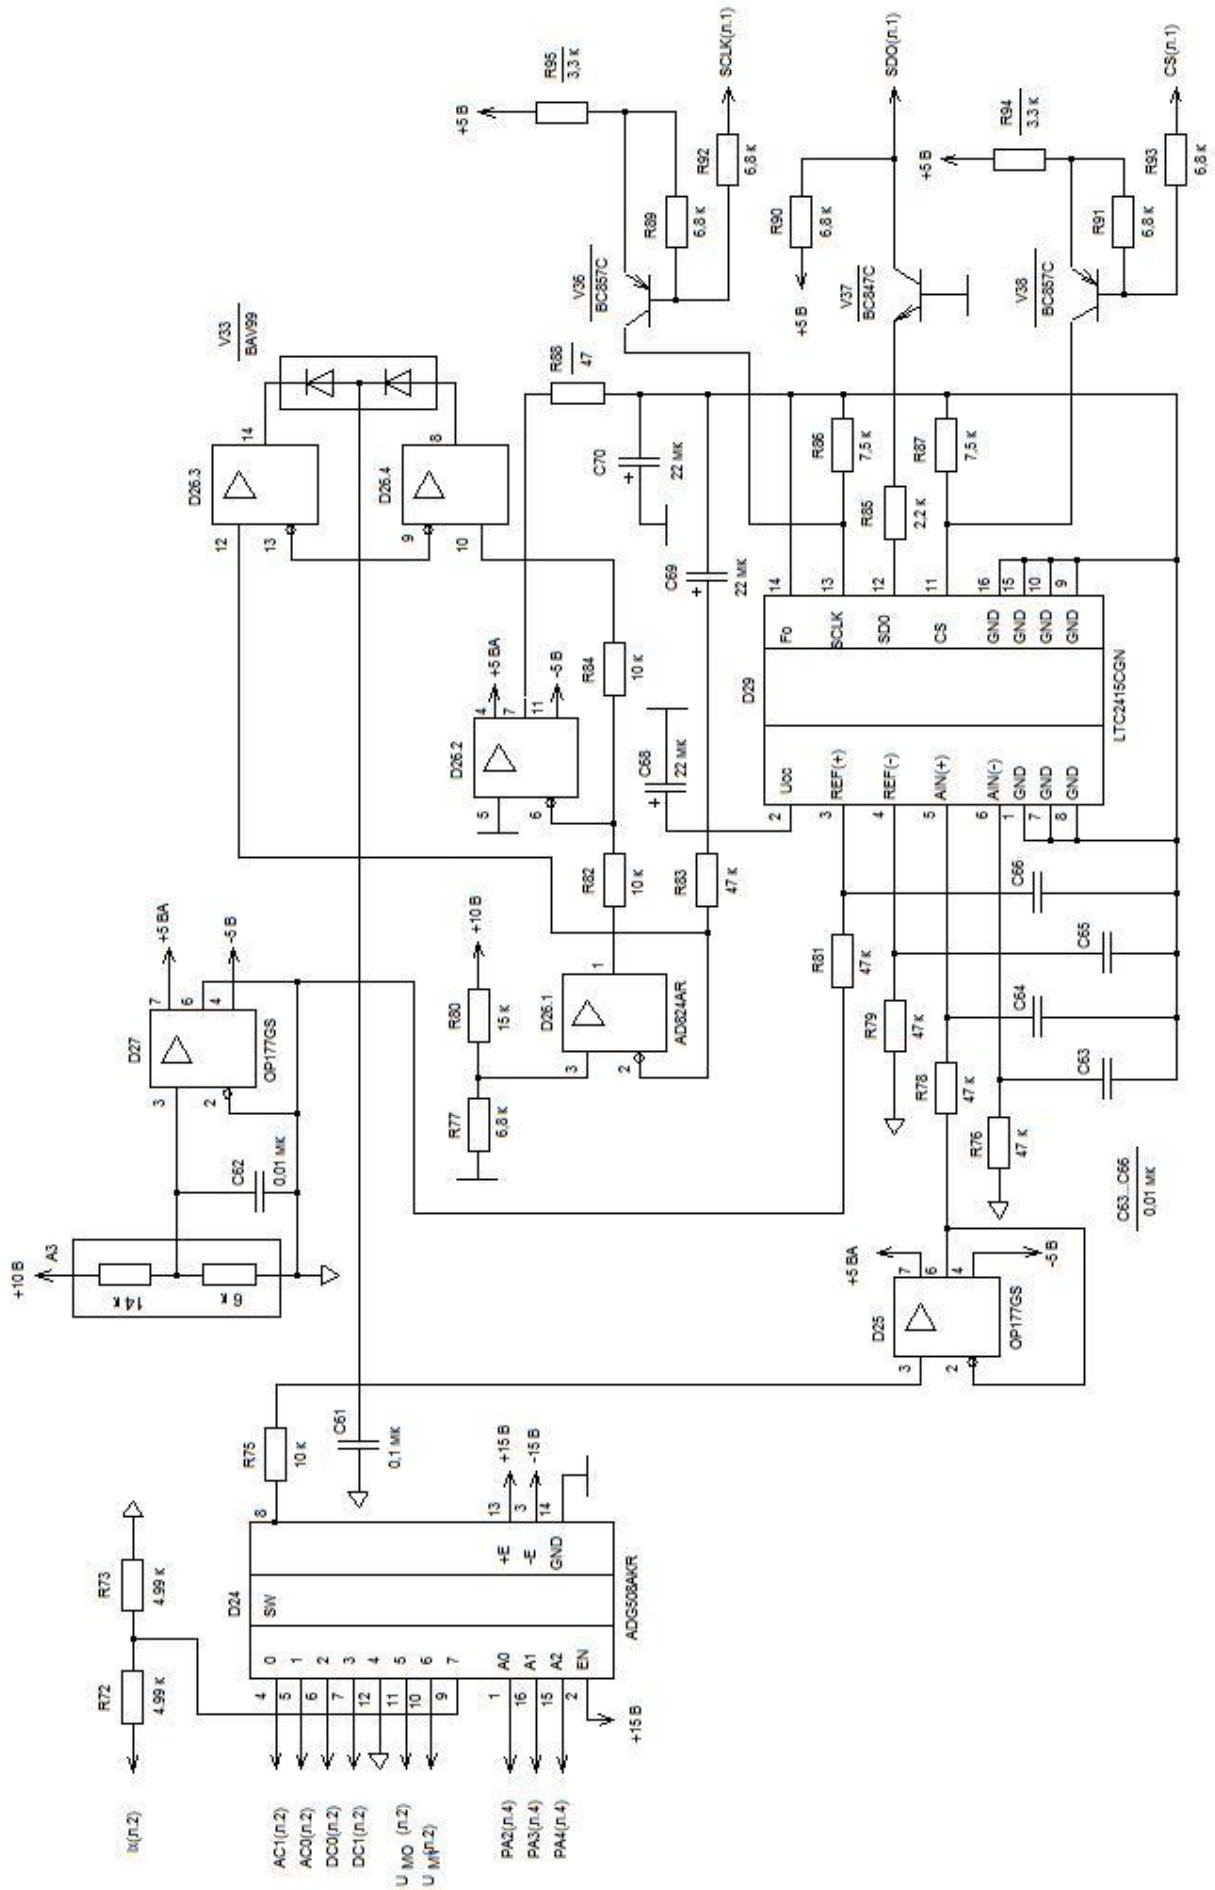 Ix(л.2)
R72
4.99 к
R73
4.99 к
AC1(л.2)
AC0(л.2)
DC0(л.2)
DC1(л.2)
U MO (л.2)
U MI(л.2)
PA2(л.4)
PA3(л.4)
PA4(л.4)
+15 В
4
5
6
7
12
11
10
9
1
16
15
2
D24
0
1
2
3
4
5
6
7
A0
A1
A2
EN
SW
+E
-E
GND
8
13
3
14
ADG508AKR
+15 В
-15 В
R75
10 к
C61
0,1 мк
+10 В
A3
14 к
6 к
C62
0,01 мк
D27
3
2
7
6
4
OP177GS
+5 ВА
-5 В
D25
3
2
7
6
4
OP177GS
+5 ВА
-5 В
R77
6,8 к
R80
15 к
+10 В
D26.1
3
2
1
AD824AR
R82
10 к
R83
47 к
D26.2
5
6
4
7
11
+5 ВА
-5 В
R84
10 к
D26.3
12
13
14
D26.4
9
10
8
V33
BAV99
R88
47
C68
22 мк
C69
22 мк
C70
22 мк
R76
47 к
R78
47 к
R79
47 к
R81
47 к
C63
C64
C65
C66
C63...C66
0,01 мк
D29
2
3
4
5
6
1
7
8
Uoc
REF(+)
REF(-)
AIN(+)
AIN(-)
GND
GND
GND
Fo
SCLK
SD0
CS
GND
GND
GND
GND
14
13
12
11
16
15
10
9
LTC2415CGN
R85
2.2 к
R86
7,5 к
R87
7,5 к
V36
BC857C
R89
6,8 к
R92
6,8 к
R95
3,3 к
+5 В
SCLK(л.1)
V37
BC847C
R90
6,8 к
+5 В
SDO(л.1)
V38
BC857C
R91
6,8 к
R93
6,8 к
R94
3.3 к
+5 В
CS(л.1)